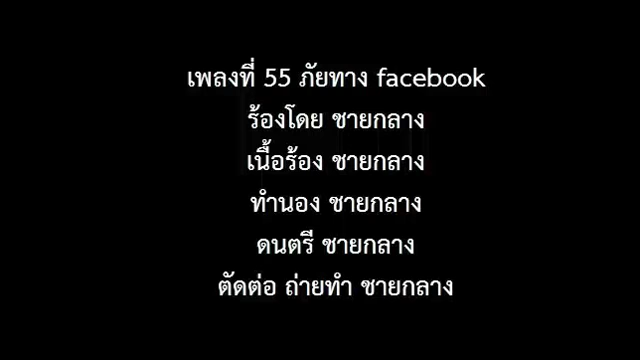 เพลงที่ 55 ภัยทาง facebook
ร้องโดย ชายกลาง
เนื้อร้อง ชายกลาง
ทำนอง ชายกลาง
ดนตรี ชายกลาง
ตัดต่อ ถ่ายทำ ชายกลาง